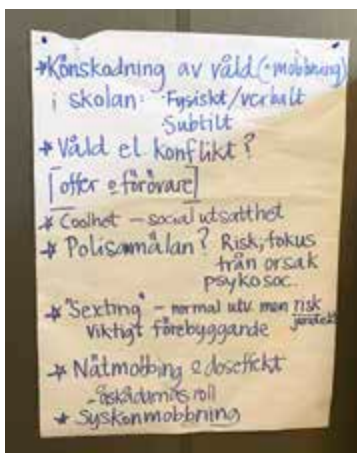 *Könskodning av våld (+mobbning)
i skolan: Fysiskt/verbalt
Subtilt
* Våld el konflikt?
[offer o förövare]
* Coolhet – social utsatthet
* Polisanmälan? Risk; fokus
från orsak
psykosoc.
* "Sexting" – normal utv. men risk
viktigt förebyggande
* Nätmobbing o doseffekt
- åskådarnas roll
* Syskonmobbning